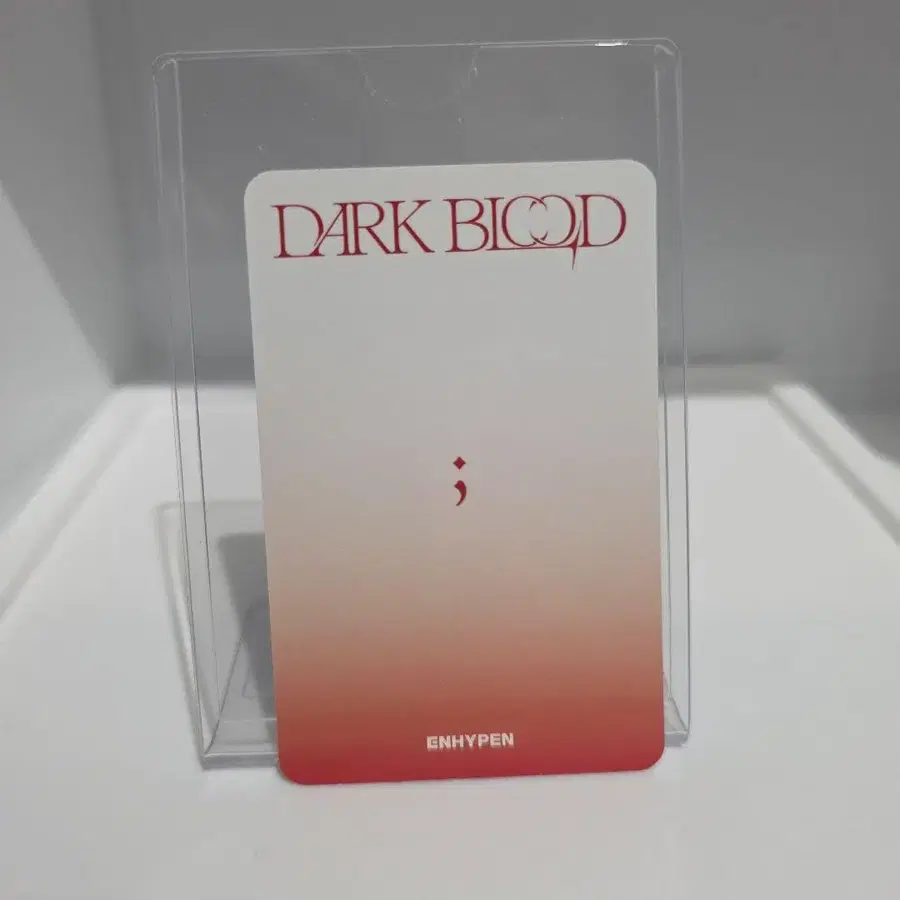 DARK BLOOD
;
ENHYPEN